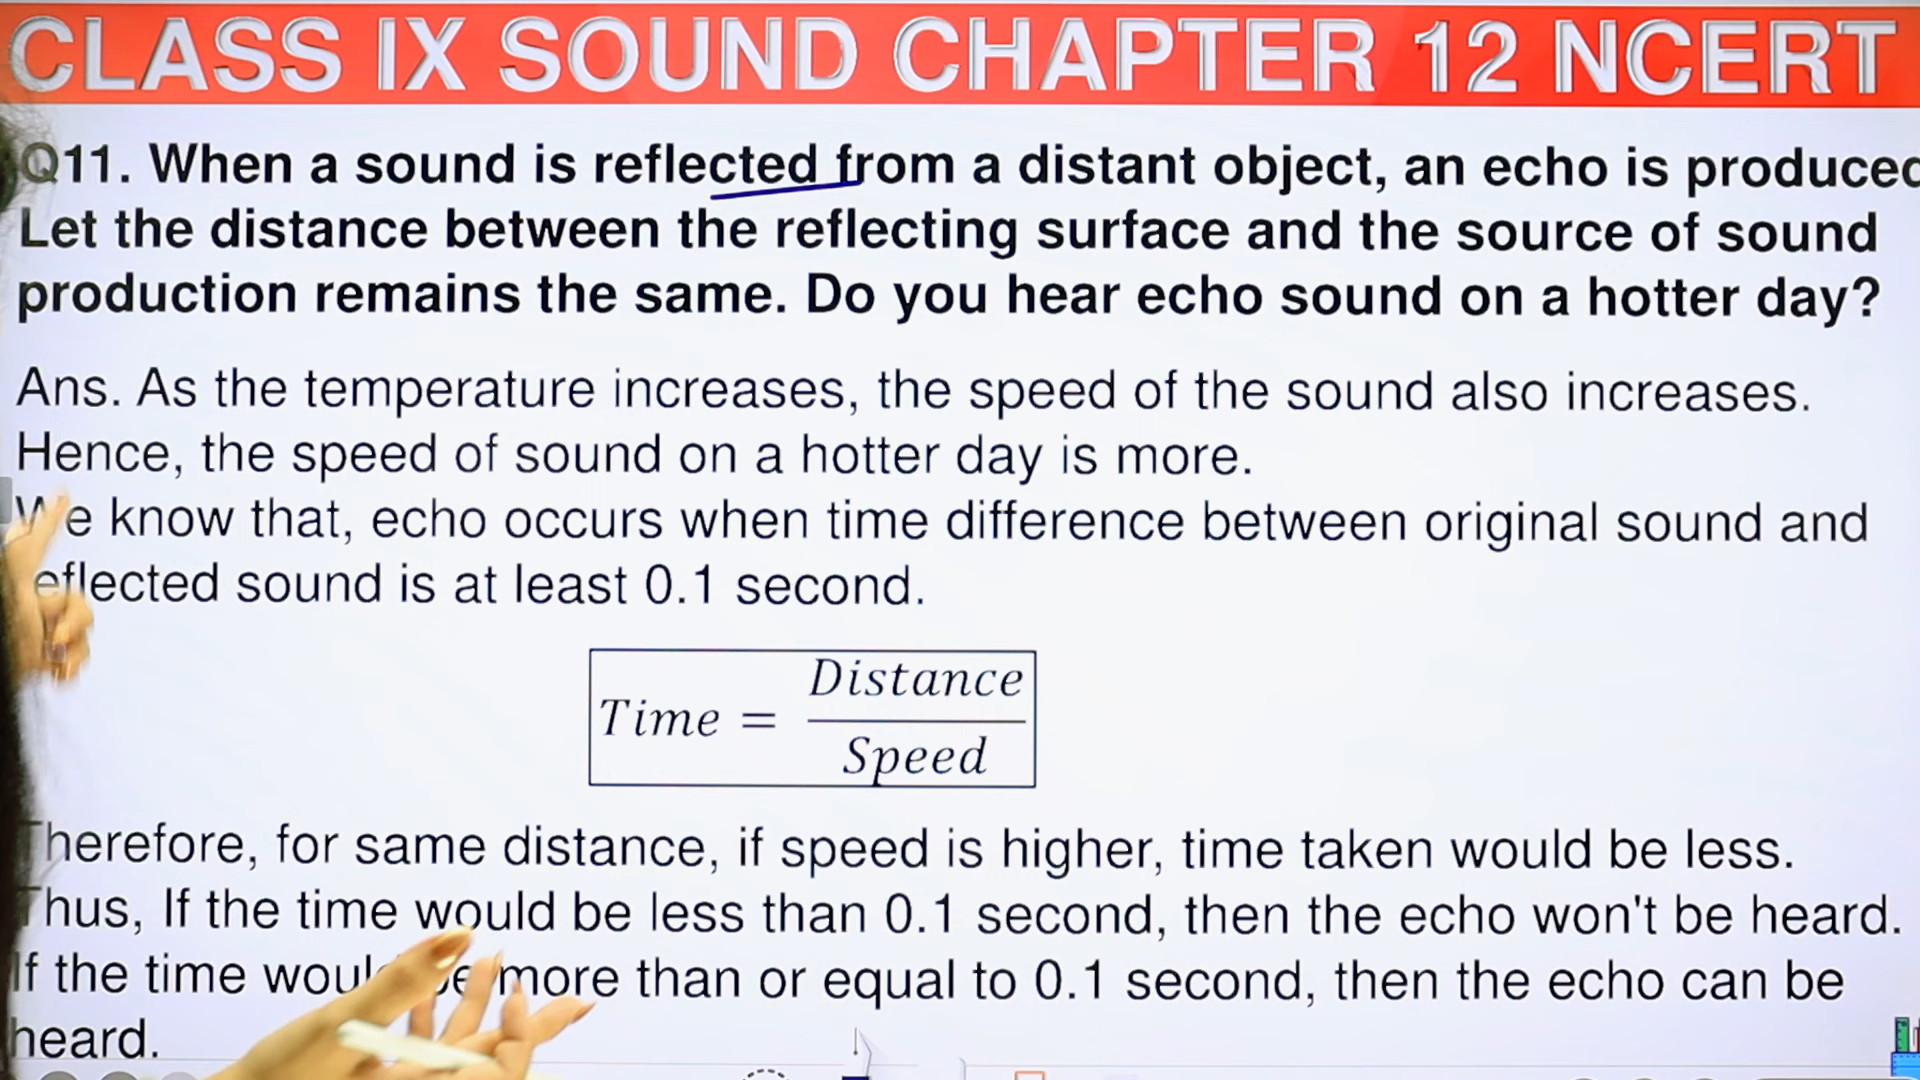 CLASS IX SOUND CHAPTER 12 NCERT
Q11. When a sound is reflected from a distant object, an echo is produced
Let the distance between the reflecting surface and the source of sound
production remains the same. Do you hear echo sound on a hotter day?
Ans. As the temperature increases, the speed of the sound also increases.
Hence, the speed of sound on a hotter day is more.
We know that, echo occurs when time difference between original sound and
eflected sound is at least 0.1 second.
Time = Distance
Speed
Therefore, for same distance, if speed is higher, time taken would be less.
Thus, If the time would be less than 0.1 second, then the echo won't be heard.
If the time would be more than or equal to 0.1 second, then the echo can be
heard.